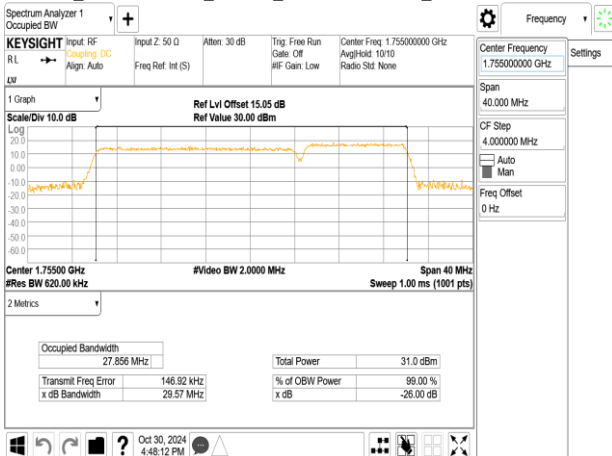 Spectrum Analyzer 1
Occupied BW
+
Frequency
KEYSIGHT
RL
LXI
Input: RF
Coupling: DC
Align: Auto
Input Z: 50 Ω
Freq Ref: Int (S)
Atten: 30 dB
Trig: Free Run
Gate: Off
#IF Gain: Low
Center Freq: 1.755000000 GHz
Avg|Hold: 10/10
Radio Std: None
Center Frequency
1.755000000 GHz
Settings
Span
40.000 MHz
CF Step
4.000000 MHz
Auto
Man
Freq Offset
0 Hz
1 Graph
Ref Lvl Offset 15.05 dB
Scale/Div 10.0 dB
Ref Value 30.00 dBm
Log
20.0
10.0
0.00
-10.0
-20.0
-30.0
-40.0
-50.0
-60.0
Center 1.75500 GHz
#Video BW 2.0000 MHz
Span 40 MHz
#Res BW 620.00 kHz
Sweep 1.00 ms (1001 pts)
2 Metrics
Occupied Bandwidth
27.856 MHz
Total Power 31.0 dBm
Transmit Freq Error 146.92 kHz
% of OBW Power 99.00 %
x dB Bandwidth 29.57 MHz
x dB -26.00 dB
?
Oct 30, 2024
4:48:12 PM